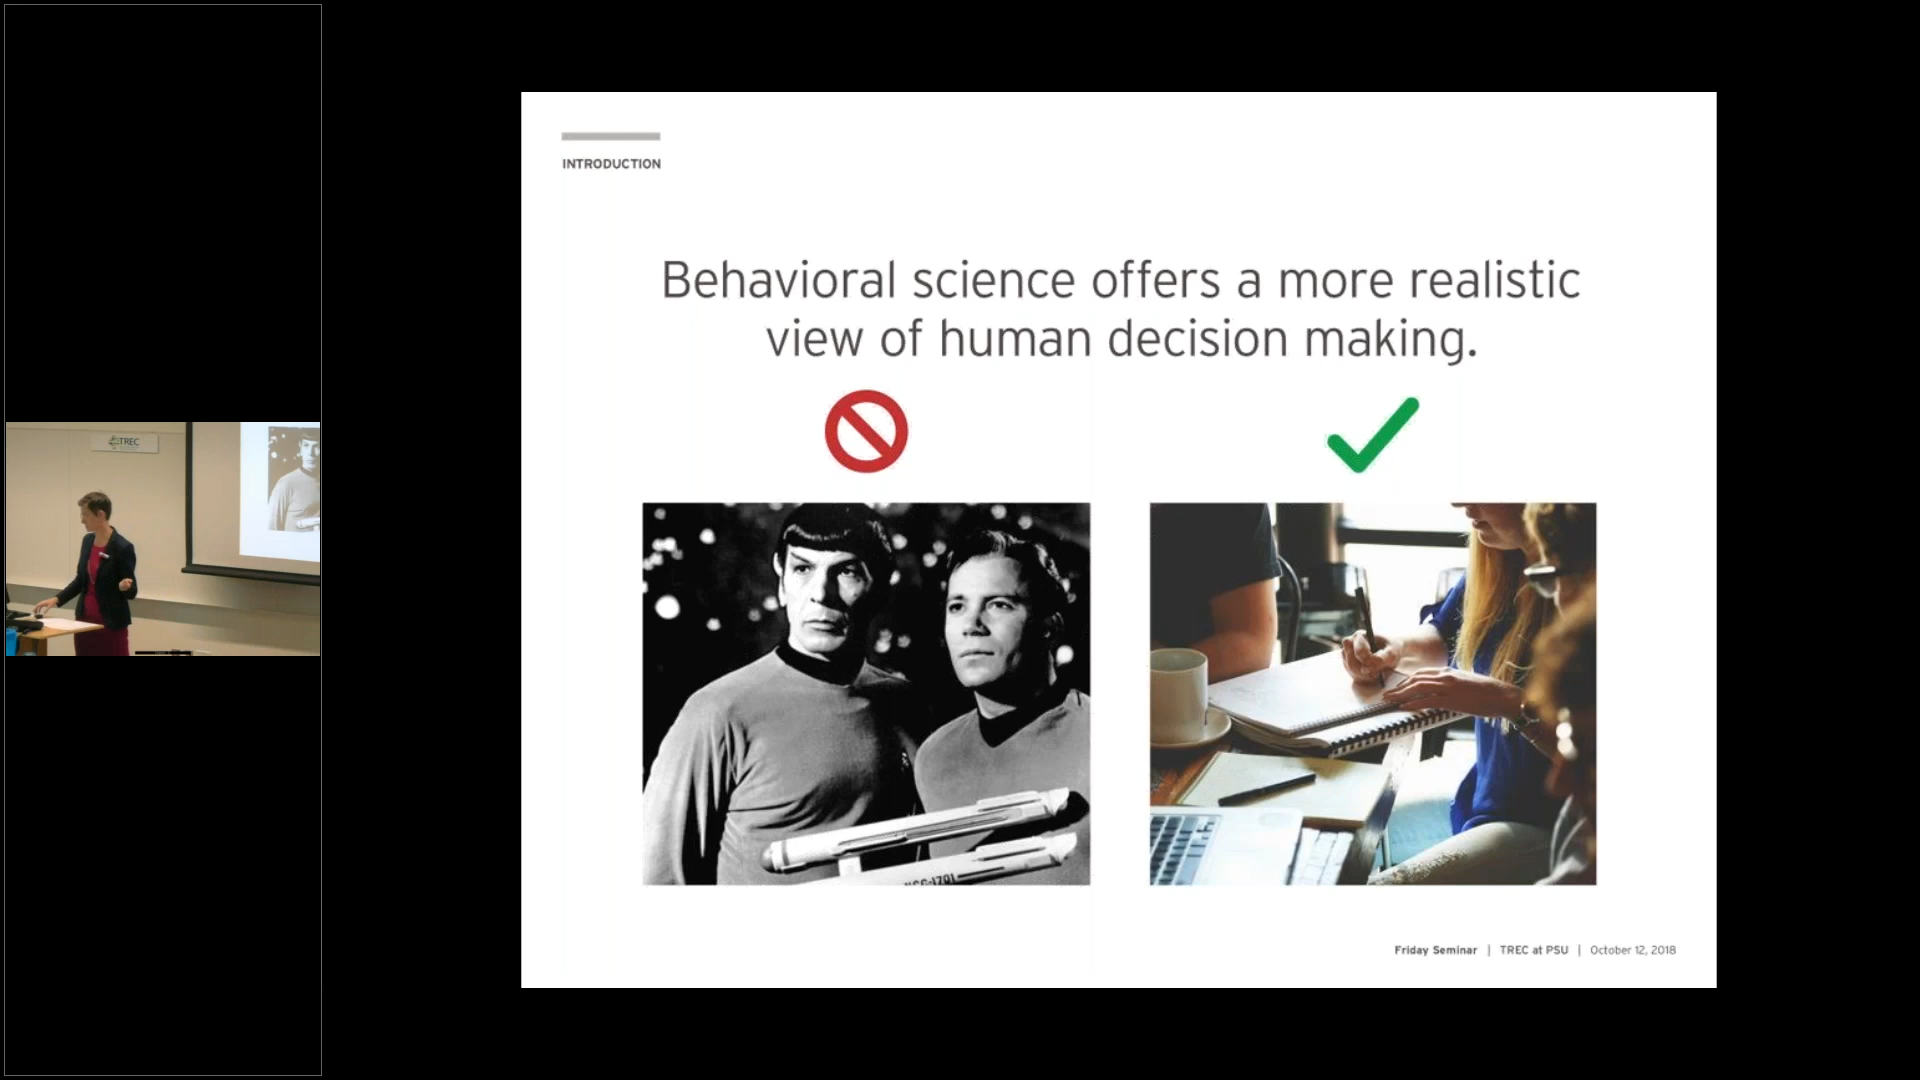 INTRODUCTION
Behavioral science offers a more realistic
view of human decision making.
NCC-1701
Friday Seminar | TREC at PSU | October 12, 2018
TREC